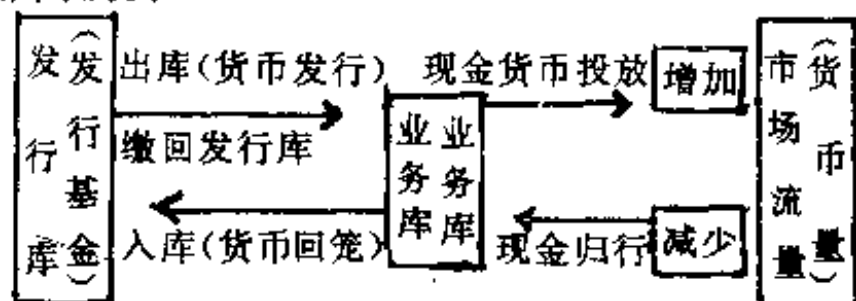 发行库
(发行基金)
出库(货币发行)
缴回发行库
入库(货币回笼)
业务库
业务库
现金货币投放
现金归行
增加
减少
市场流量
(货币量)